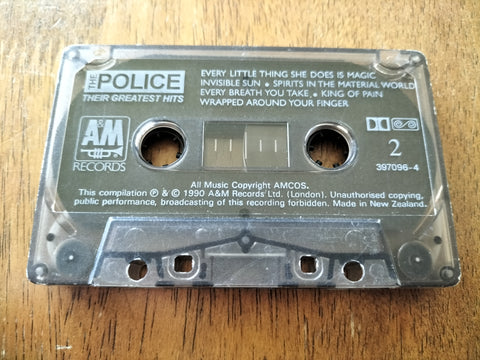 THE POLICE
THEIR GREATEST HITS
EVERY LITTLE THING SHE DOES IS MAGIC
INVISIBLE SUN • SPIRITS IN THE MATERIAL WORLD
EVERY BREATH YOU TAKE • KING OF PAIN
WRAPPED AROUND YOUR FINGER
A&M
RECORDS
2
397096-4
All Music Copyright AMCOS.
This compilation ℗ & © 1990 A&M Records Ltd. (London). Unauthorised copying,
public performance, broadcasting of this recording forbidden. Made in New Zealand.